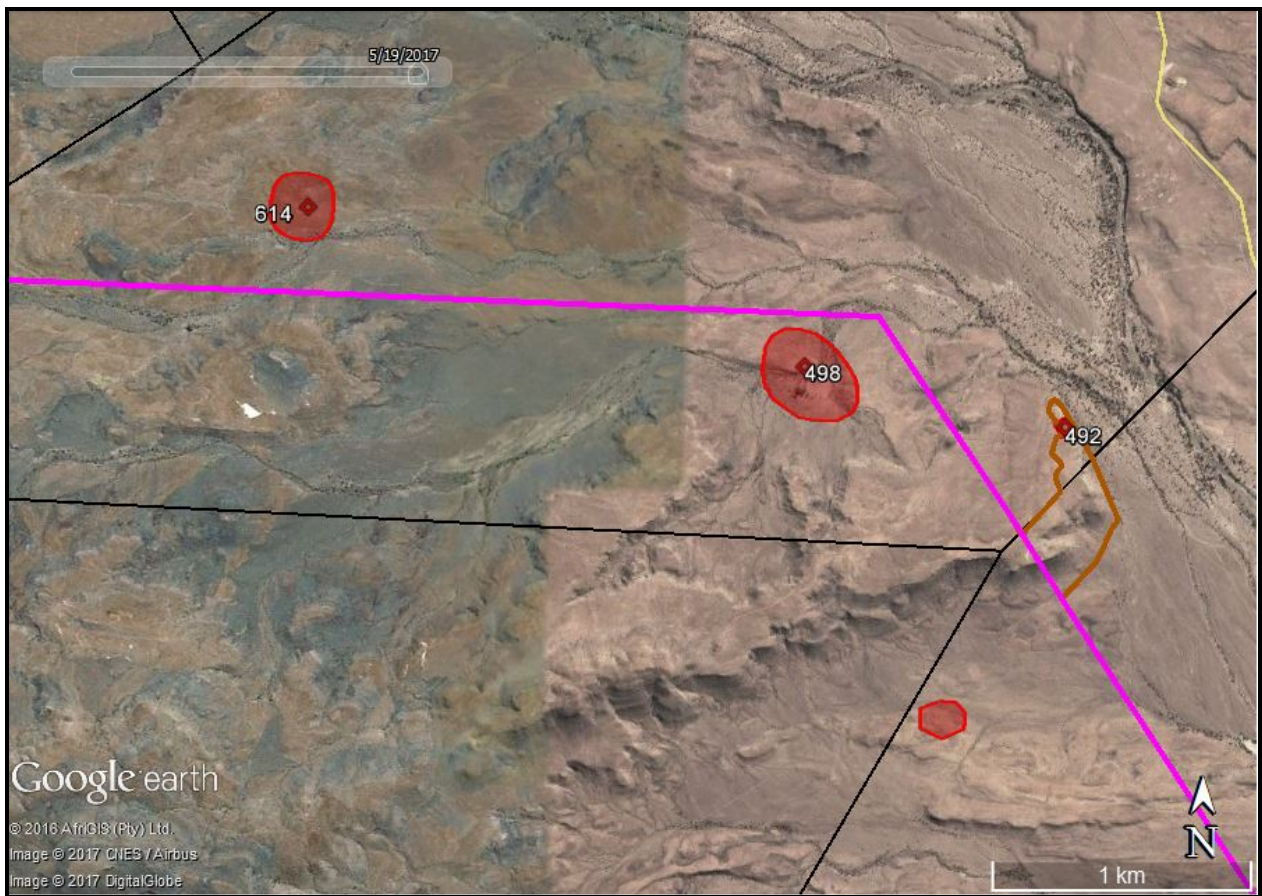 5/19/2017
614
498
492
Google earth
© 2016 AfriGIS (Pty) Ltd.
Image © 2017 CNES / Airbus
Image © 2017 DigitalGlobe
N
1 km